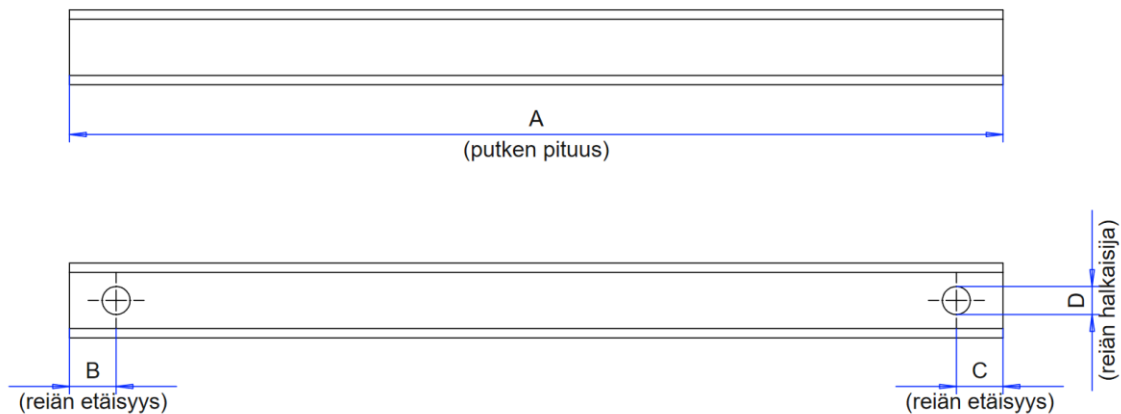 A
(putken pituus)
D
(reiän halkaisija)
B
(reiän etäisyys)
C
(reiän etäisyys)